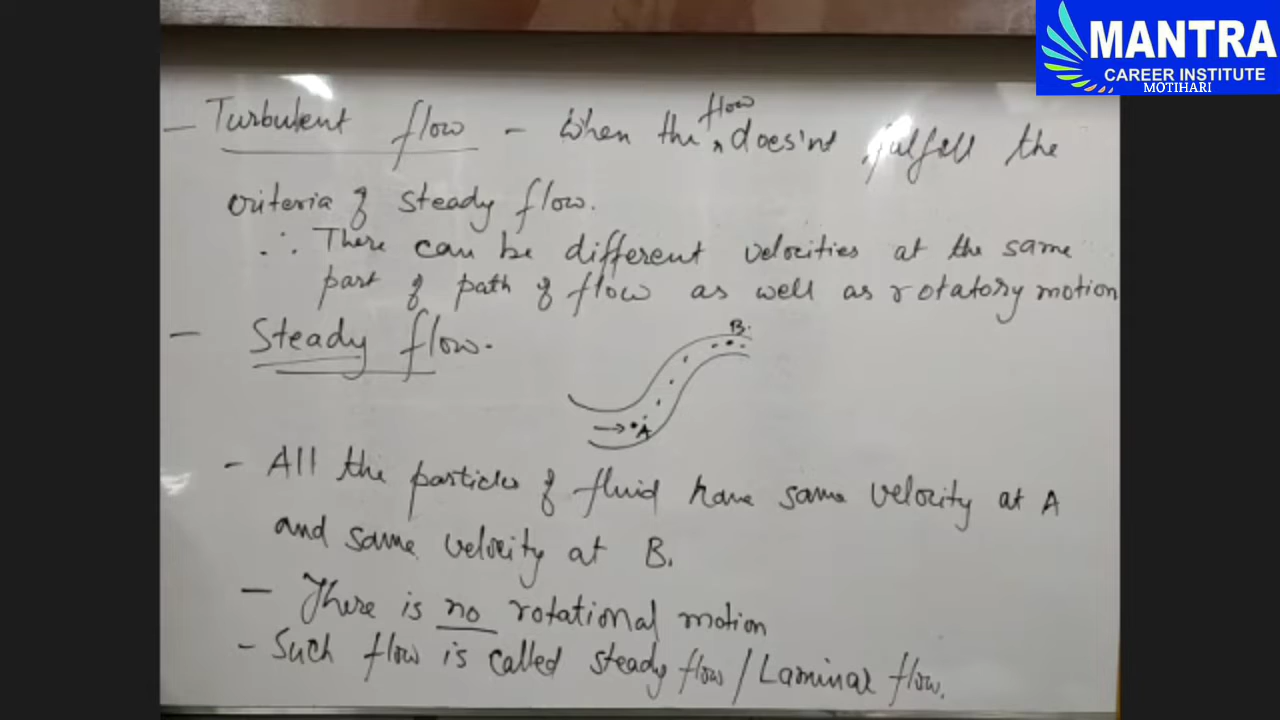 MANTRA
CAREER INSTITUTE
MOTIHARI
flow
- Turbulent flow - When the ^ does'nt fulfill the
criteria of steady flow.
∴ There can be different velocities at the same
part of path of flow as well as rotatory motion
- Steady flow.
B.
→ A
- All the particles of fluid have same velocity at A
and same velocity at B.
- There is no rotational motion
- Such flow is called steady flow / Laminar flow.